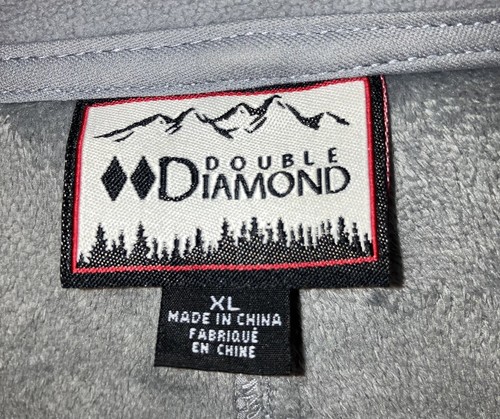 DOUBLE
DIAMOND
XL
MADE IN CHINA
FABRIQUÉ
EN CHINE